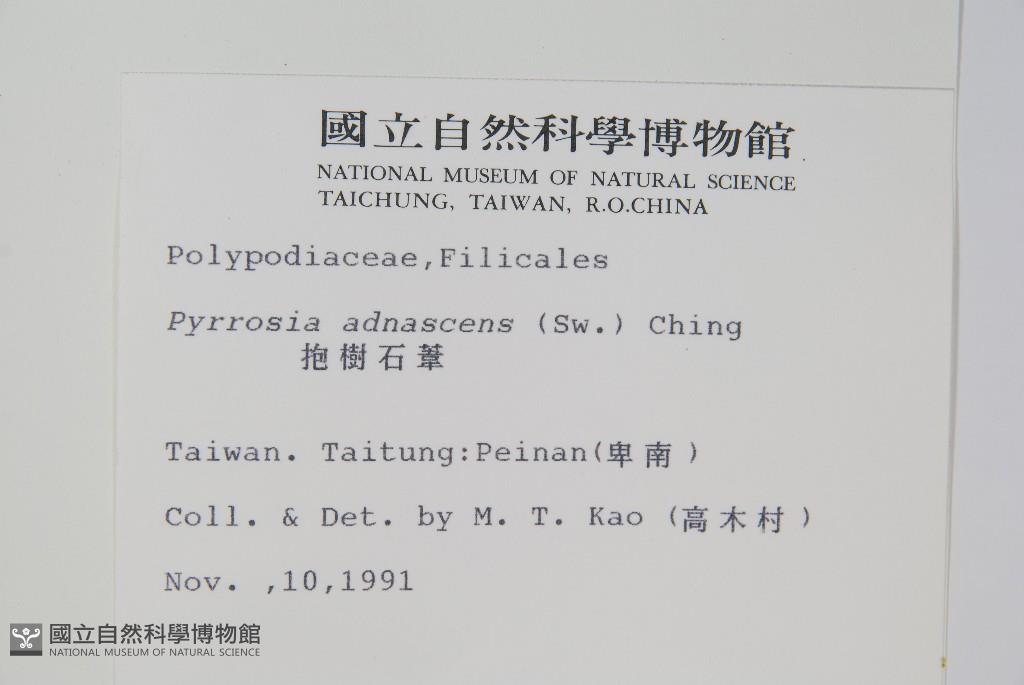 國立自然科學博物館
NATIONAL MUSEUM OF NATURAL SCIENCE
TAICHUNG, TAIWAN, R.O.CHINA
Polypodiaceae,Filicales
Pyrrosia adnascens (Sw.) Ching
抱樹石葦
Taiwan. Taitung:Peinan(卑南)
Coll. & Det. by M. T. Kao (高木村)
Nov. ,10,1991
國立自然科學博物館
NATIONAL MUSEUM OF NATURAL SCIENCE